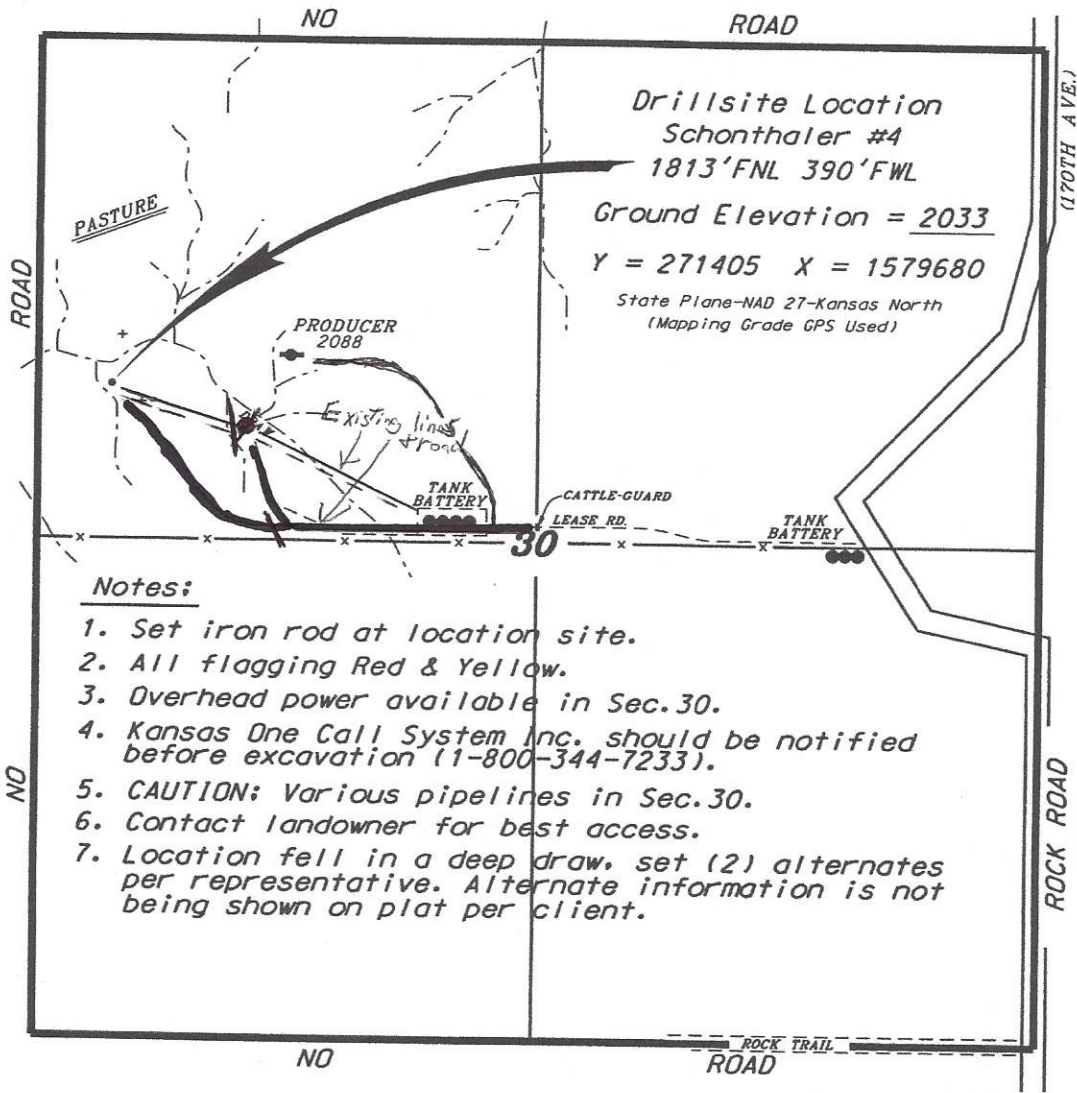 NO ROAD
(170TH AVE.)
Drillsite Location
Schonthaler #4
1813'FNL 390'FWL
Ground Elevation = 2033
Y = 271405 X = 1579680
State Plane-NAD 27-Kansas North
(Mapping Grade GPS Used)
PASTURE
ROAD
PRODUCER
2088
Existing lines
& road
TANK
BATTERY
CATTLE-GUARD
LEASE RD.
TANK
BATTERY
30
Notes:
1. Set iron rod at location site.
2. All flagging Red & Yellow.
3. Overhead power available in Sec.30.
4. Kansas One Call System Inc. should be notified
before excavation (1-800-344-7233).
5. CAUTION: Various pipelines in Sec.30.
6. Contact landowner for best access.
7. Location fell in a deep draw. set (2) alternates
per representative. Alternate information is not
being shown on plat per client.
NO
ROCK ROAD
ROCK TRAIL
NO ROAD